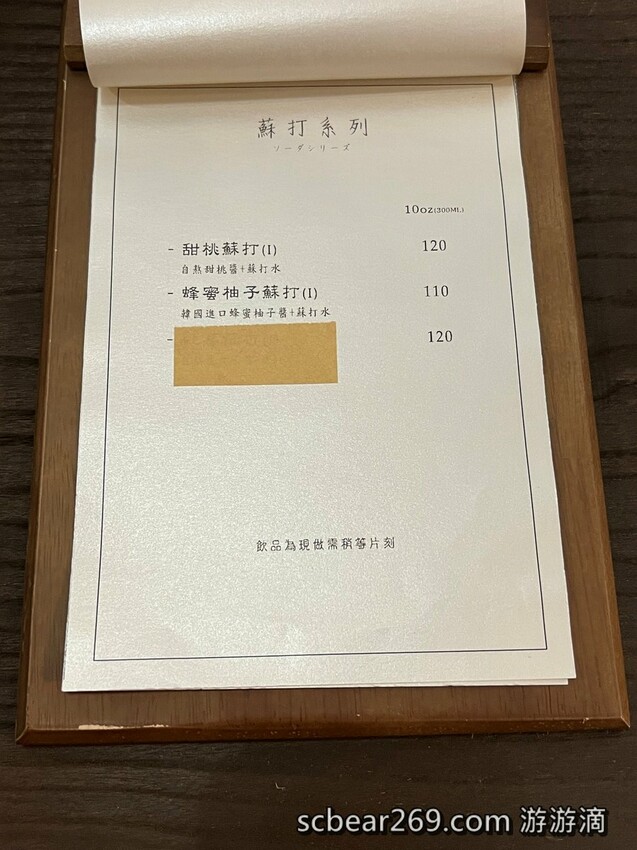 蘇打系列
ソーダシリーズ
10oz(300ML)
- 甜桃蘇打(I) 120
自熬甜桃醬+蘇打水
- 蜂蜜柚子蘇打(I) 110
韓國進口蜂蜜柚子醬+蘇打水
- 120
飲品為現做需稍等片刻
scbear269.com 游游滴